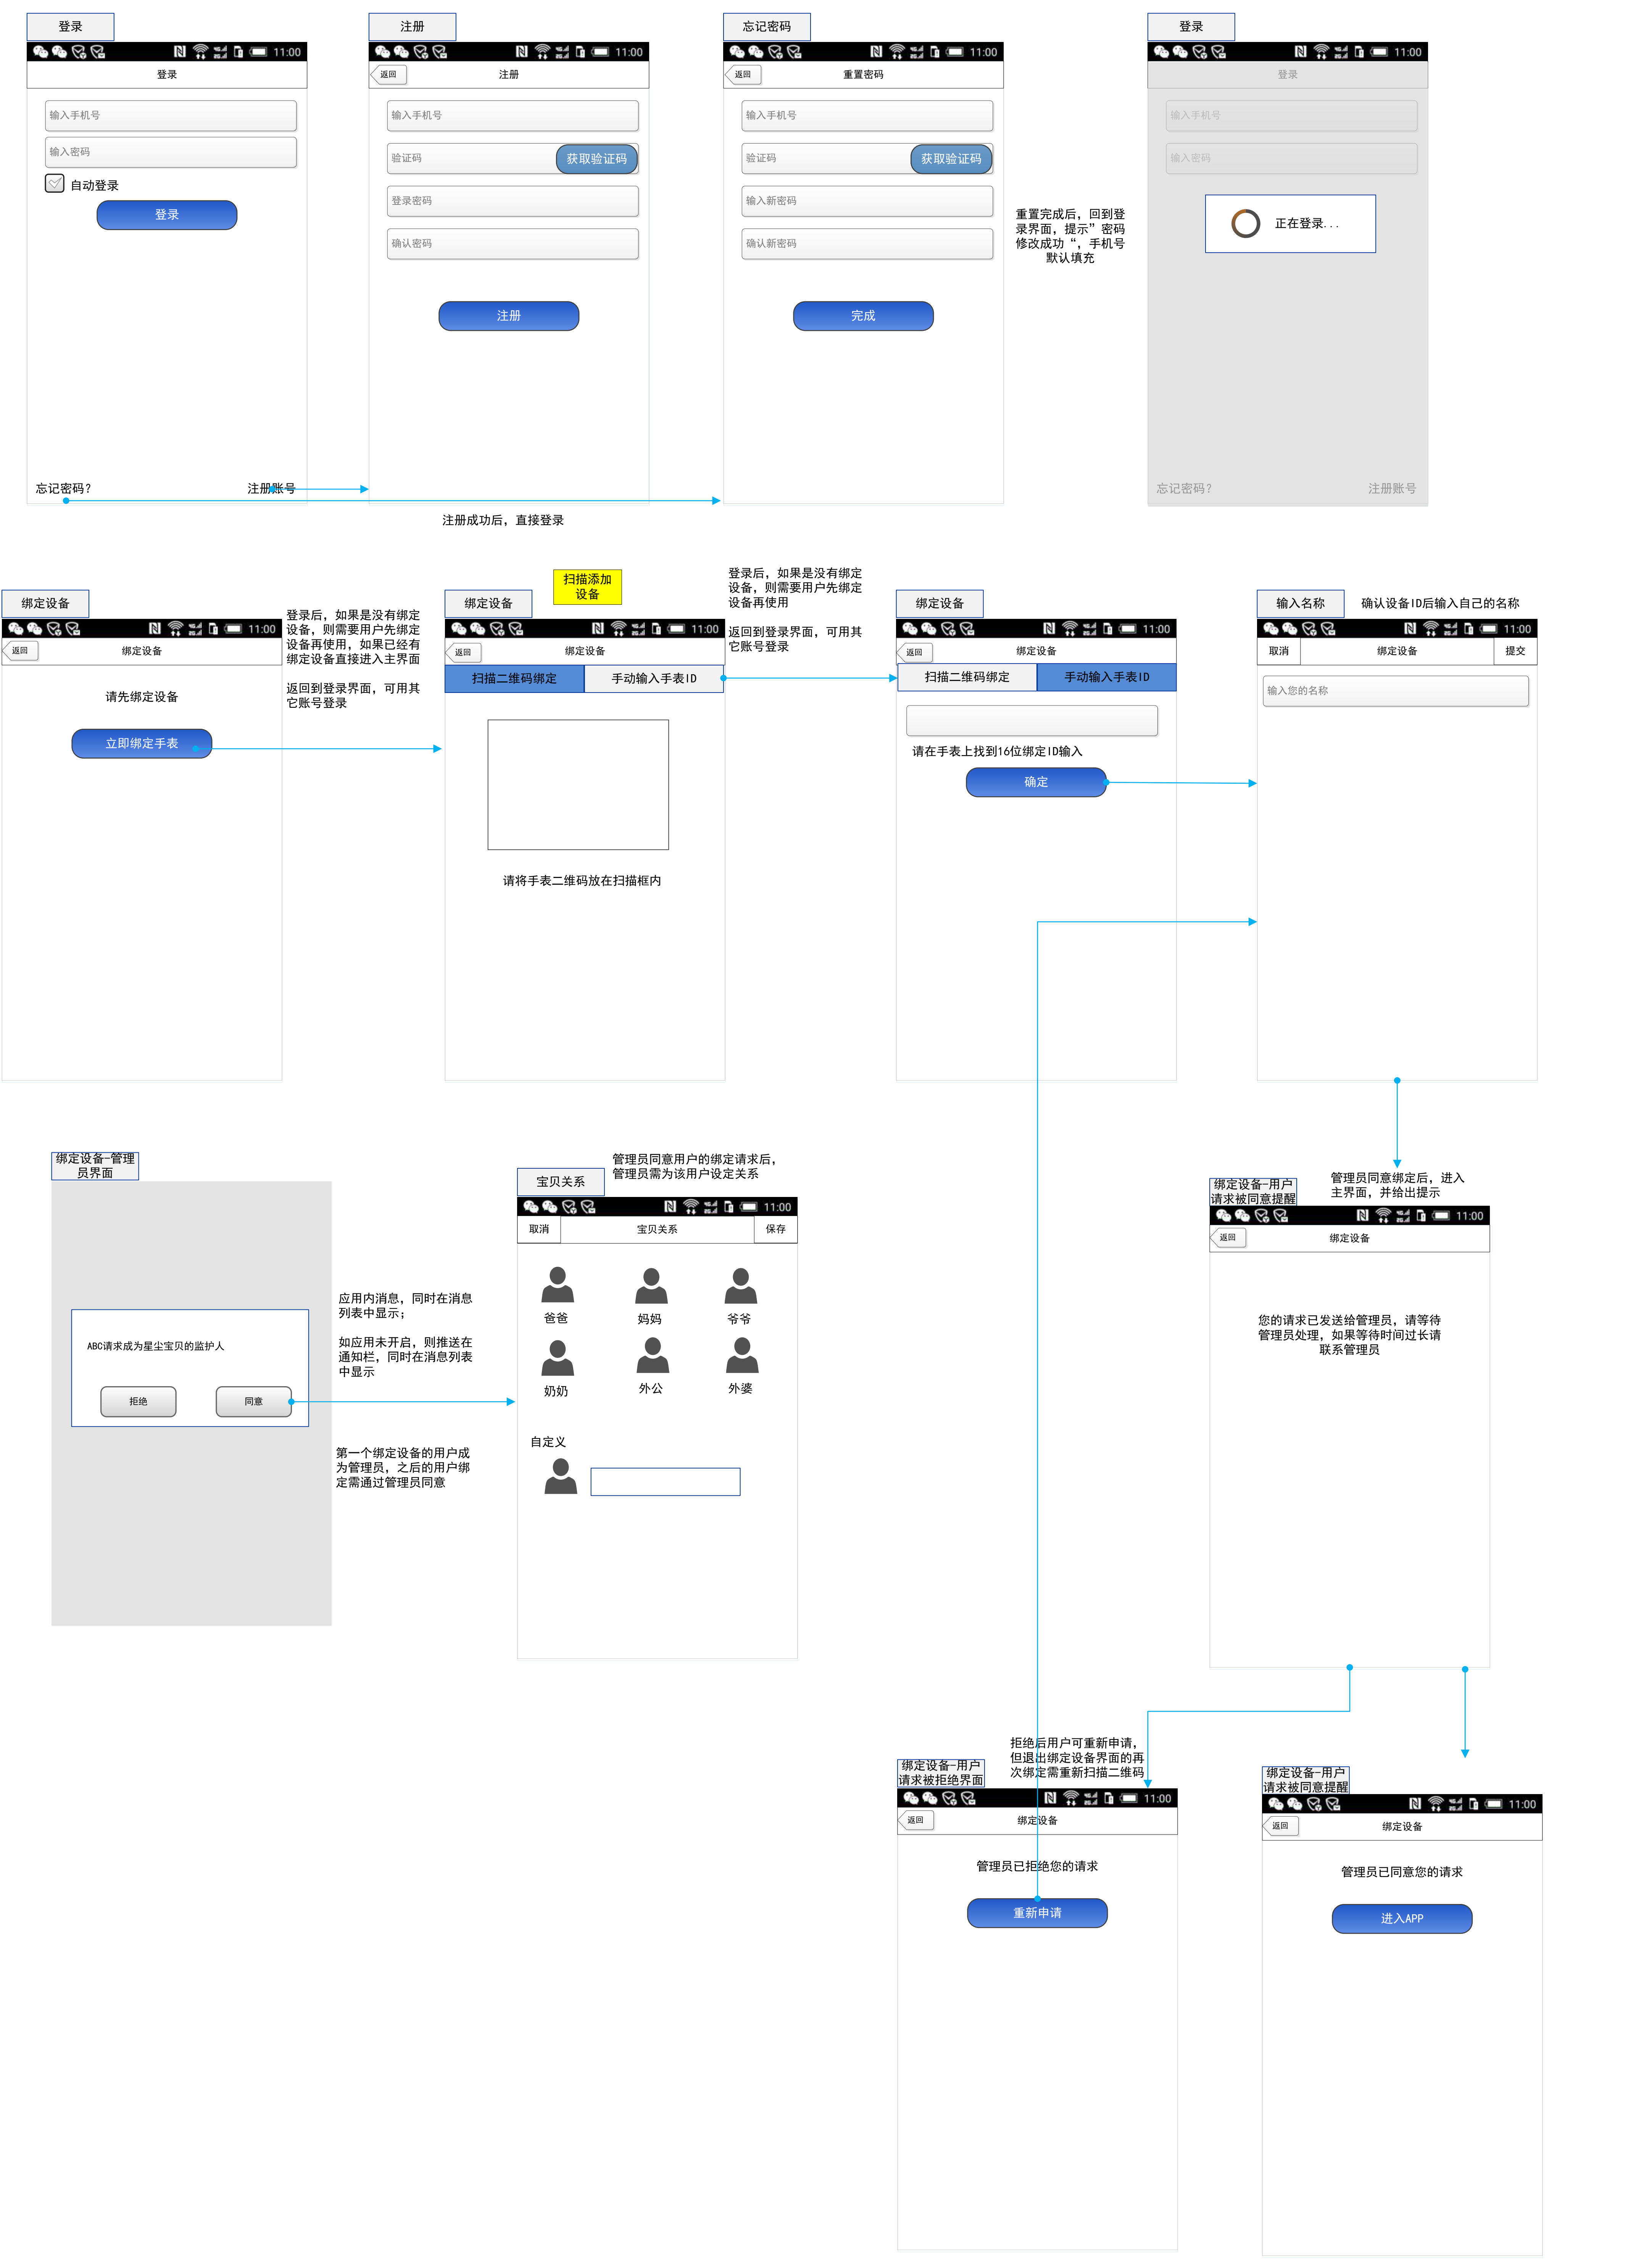 登录
注册
忘记密码
登录
11:00
11:00
11:00
11:00
登录
返回
注册
返回
重置密码
登录
输入手机号
输入密码
自动登录
登录
忘记密码?
注册账号
输入手机号
验证码
获取验证码
登录密码
确认密码
注册
注册成功后，直接登录
输入手机号
验证码
获取验证码
输入新密码
确认新密码
完成
重置完成后，回到登
录界面，提示”密码
修改成功“，手机号
默认填充
输入手机号
输入密码
正在登录...
忘记密码?
注册账号
绑定设备
11:00
返回
绑定设备
请先绑定设备
立即绑定手表
登录后，如果是没有绑定
设备，则需要用户先绑定
设备再使用，如果已经有
绑定设备直接进入主界面
返回到登录界面，可用其
它账号登录
绑定设备
扫描添加
设备
11:00
返回
绑定设备
扫描二维码绑定
手动输入手表ID
请将手表二维码放在扫描框内
登录后，如果是没有绑定
设备，则需要用户先绑定
设备再使用
返回到登录界面，可用其
它账号登录
绑定设备
11:00
返回
绑定设备
扫描二维码绑定
手动输入手表ID
请在手表上找到16位绑定ID输入
确定
输入名称
确认设备ID后输入自己的名称
11:00
取消
绑定设备
提交
输入您的名称
绑定设备-管理
员界面
ABC请求成为星尘宝贝的监护人
拒绝
同意
应用内消息，同时在消息
列表中显示；
如应用未开启，则推送在
通知栏，同时在消息列表
中显示
第一个绑定设备的用户成
为管理员，之后的用户绑
定需通过管理员同意
宝贝关系
管理员同意用户的绑定请求后，
管理员需为该用户设定关系
11:00
取消
宝贝关系
保存
爸爸
妈妈
爷爷
奶奶
外公
外婆
自定义
绑定设备-用户
请求被同意提醒
管理员同意绑定后，进入
主界面，并给出提示
11:00
返回
绑定设备
您的请求已发送给管理员，请等待
管理员处理，如果等待时间过长请
联系管理员
绑定设备-用户
请求被拒绝界面
拒绝后用户可重新申请，
但退出绑定设备界面的再
次绑定需重新扫描二维码
11:00
返回
绑定设备
管理员已拒绝您的请求
重新申请
绑定设备-用户
请求被同意提醒
11:00
返回
绑定设备
管理员已同意您的请求
进入APP